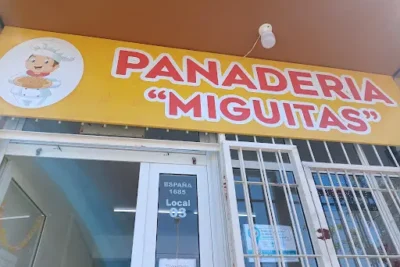 PANADERIA
“MIGUITAS”
ESPAÑA
1685
Local
03